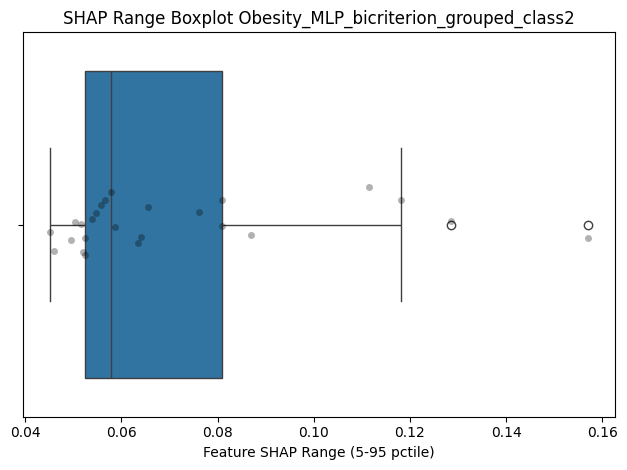 SHAP Range Boxplot Obesity_MLP_bicriterion_grouped_class2
0.04 0.06 0.08 0.10 0.12 0.14 0.16
Feature SHAP Range (5-95 pctile)